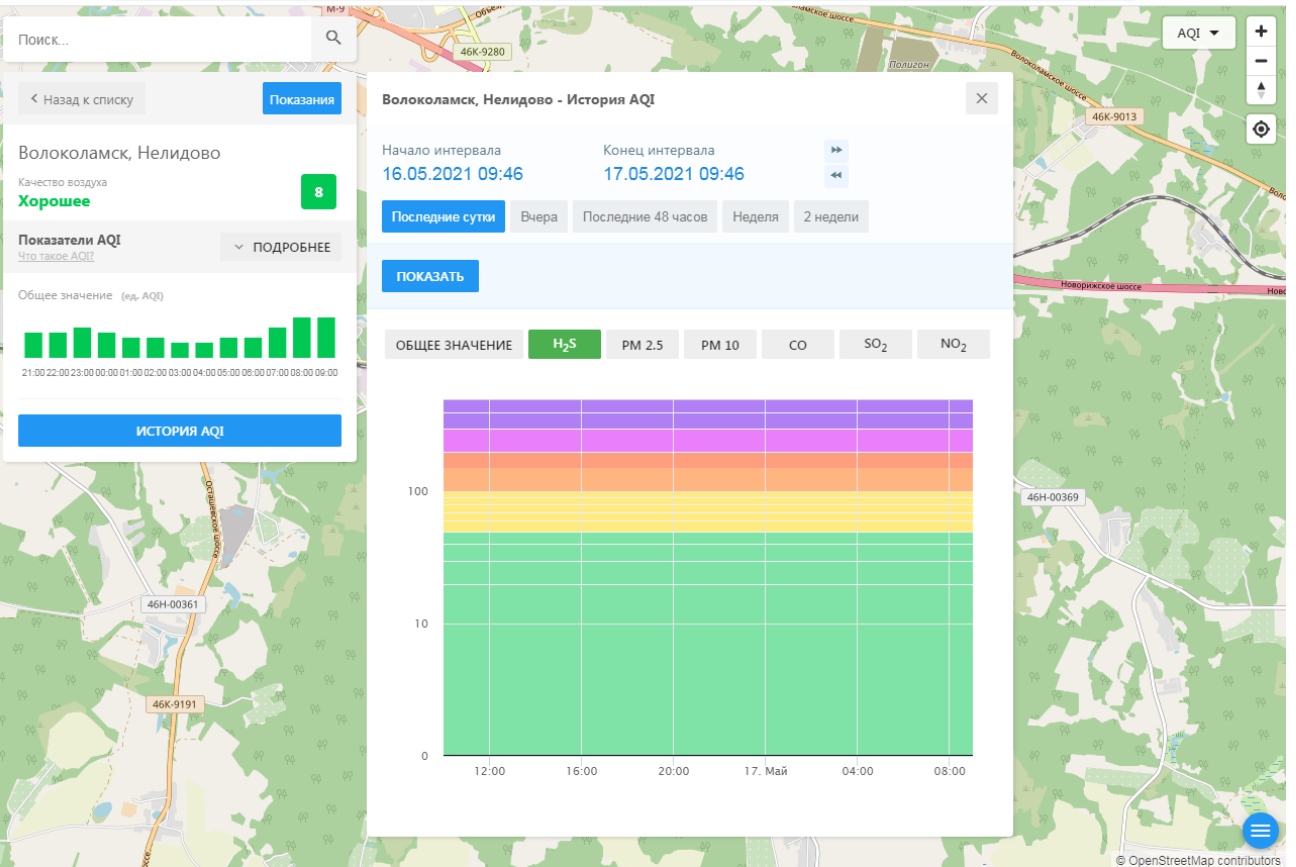 М-9
Волоколамское шоссе
Поиск...
46К-9280
Полигон
AQI
Назад к списку
Показания
Волоколамск, Нелидово - История AQI
46К-9013
Волоколамск, Нелидово
Начало интервала
Конец интервала
16.05.2021 09:46
17.05.2021 09:46
Качество воздуха
Хорошее
8
Последние сутки
Вчера
Последние 48 часов
Неделя
2 недели
Показатели AQI
Что такое AQI?
ПОДРОБНЕЕ
ПОКАЗАТЬ
Новорижское шоссе
Ново
Общее значение (ед. AQI)
ОБЩЕЕ ЗНАЧЕНИЕ
H2S
PM 2.5
PM 10
CO
SO2
NO2
21:00 22:00 23:00 00:00 01:00 02:00 03:00 04:00 05:00 06:00 07:00 08:00 09:00
ИСТОРИЯ AQI
Осташевское шоссе
100
46Н-00369
46Н-00361
10
46К-9191
0
12:00 16:00 20:00 17. Май 04:00 08:00
© OpenStreetMap contributors